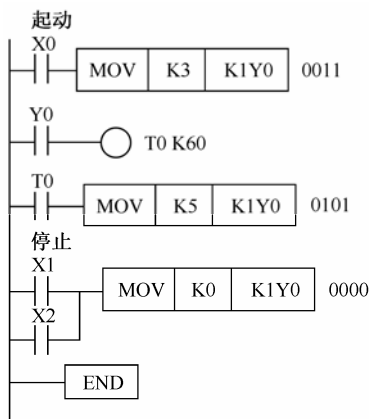 起动
X0
MOV K3 K1Y0 0011
Y0
T0 K60
T0
MOV K5 K1Y0 0101
停止
X1
MOV K0 K1Y0 0000
X2
END